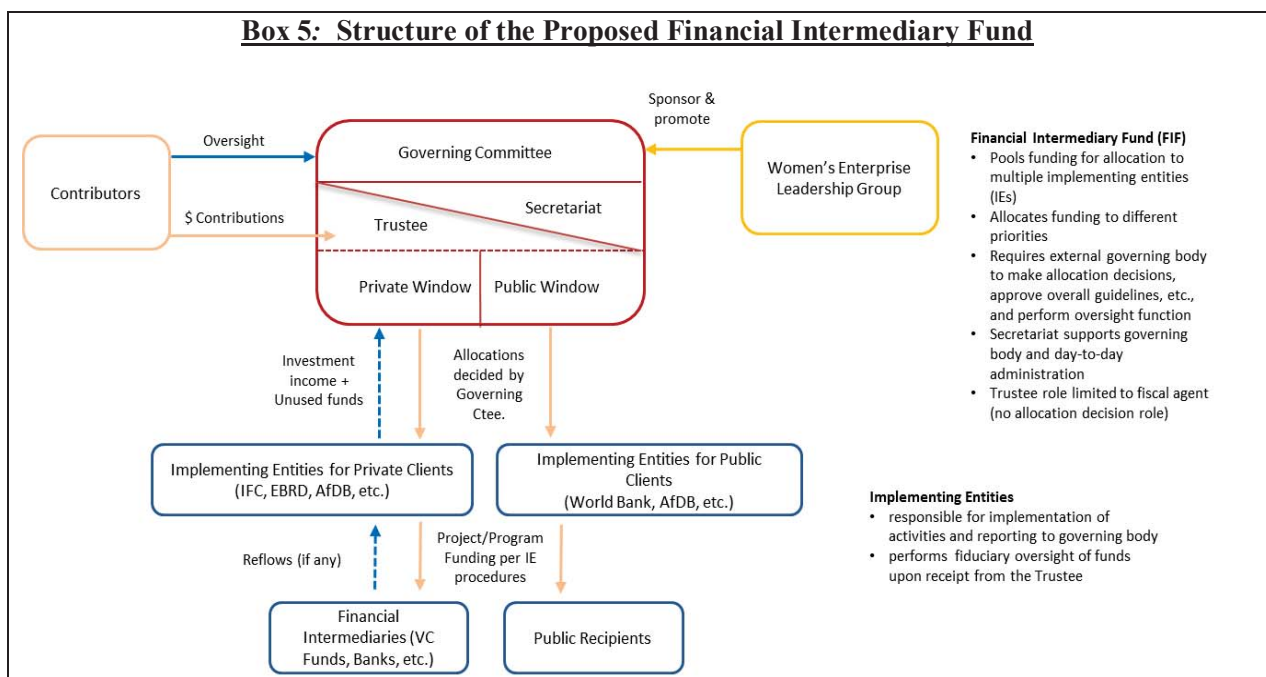 Box 5: Structure of the Proposed Financial Intermediary Fund
Sponsor &
promote
Oversight
Contributors
$ Contributions
Governing Committee
Secretariat
Trustee
Private Window
Public Window
Women's Enterprise
Leadership Group
Investment
income +
Unused funds
Allocations
decided by
Governing
Ctee.
Implementing Entities for Private Clients
(IFC, EBRD, AfDB, etc.)
Implementing Entities for Public
Clients
(World Bank, AfDB, etc.)
Reflows (if any)
Project/Program
Funding per IE
procedures
Financial
Intermediaries (VC
Funds, Banks, etc.)
Public Recipients
Financial Intermediary Fund (FIF)
• Pools funding for allocation to
multiple implementing entities
(IEs)
• Allocates funding to different
priorities
• Requires external governing body
to make allocation decisions,
approve overall guidelines, etc.,
and perform oversight function
• Secretariat supports governing
body and day-to-day
administration
• Trustee role limited to fiscal agent
(no allocation decision role)
Implementing Entities
• responsible for implementation of
activities and reporting to governing body
• performs fiduciary oversight of funds
upon receipt from the Trustee